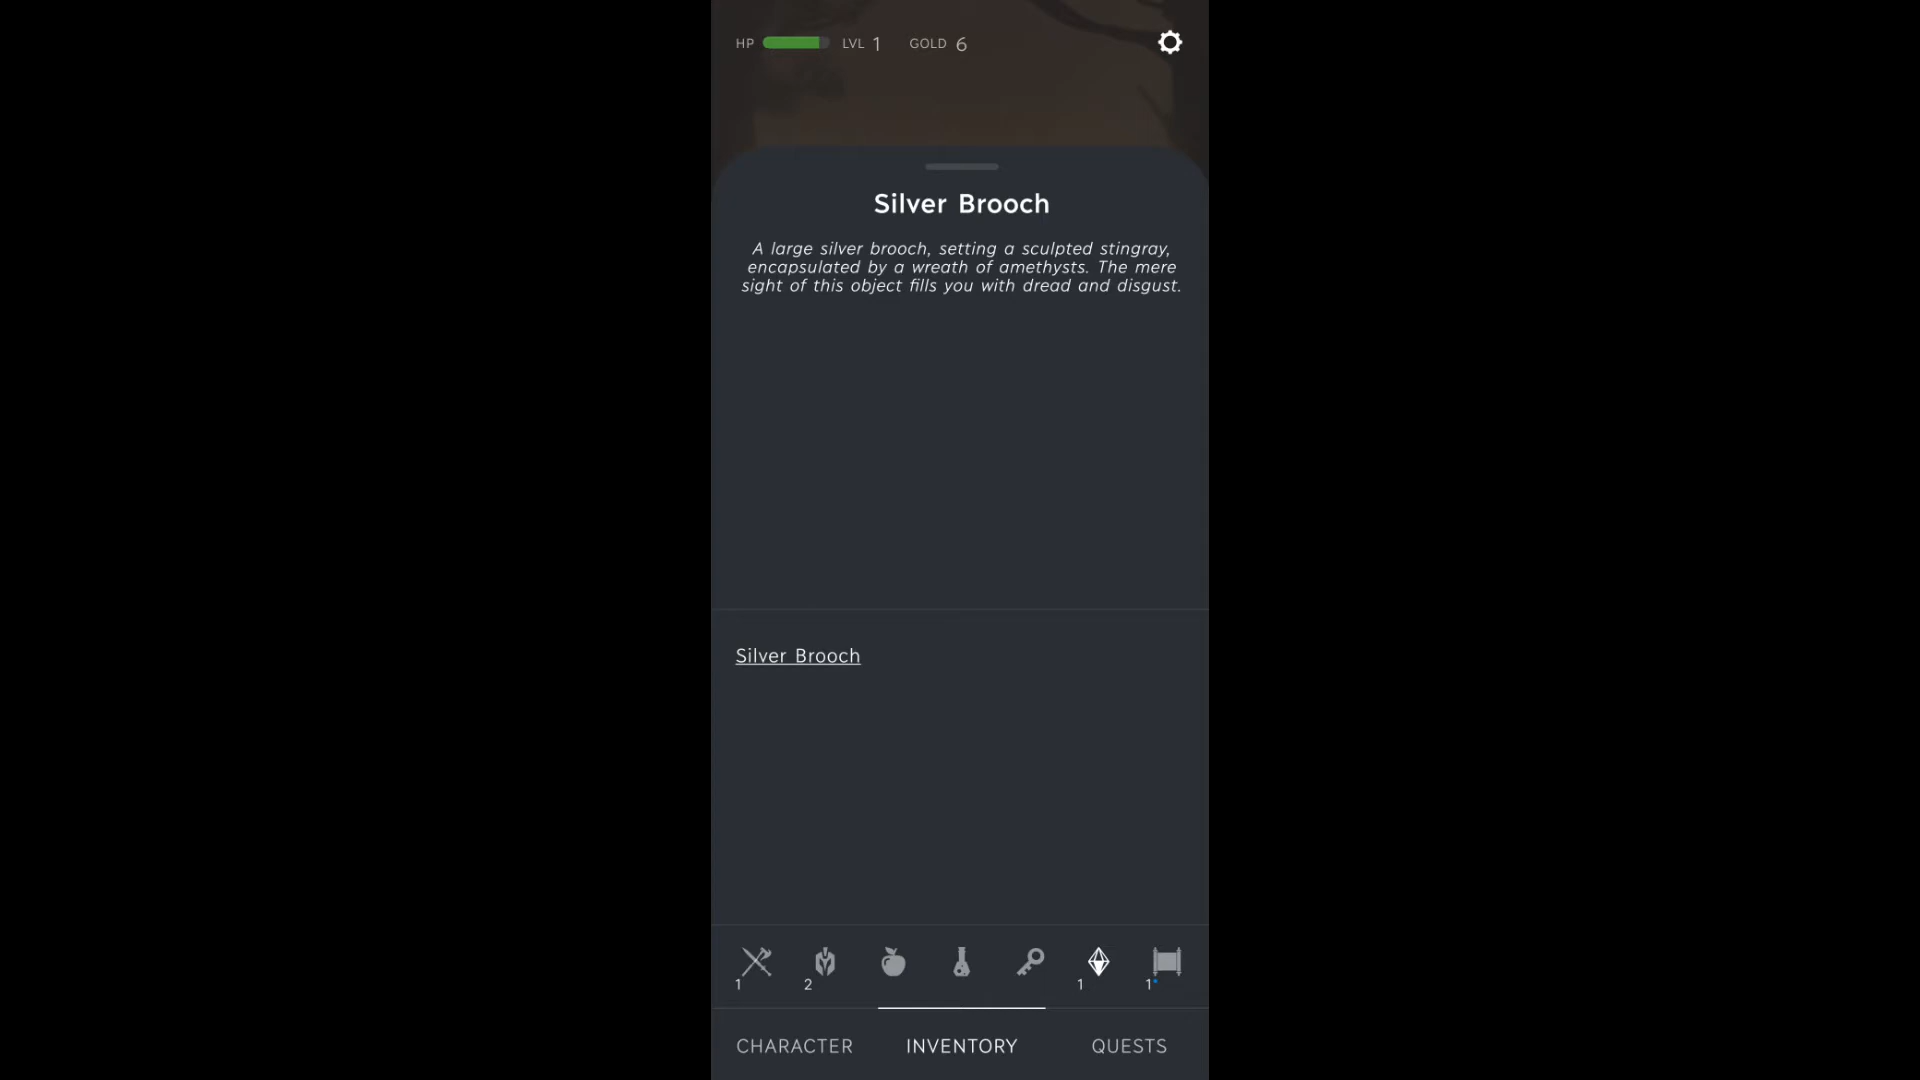 HP LVL 1 GOLD 6
Silver Brooch
A large silver brooch, setting a sculpted stingray,
encapsulated by a wreath of amethysts. The mere
sight of this object fills you with dread and disgust.
Silver Brooch
1 2 1 1
CHARACTER INVENTORY QUESTS